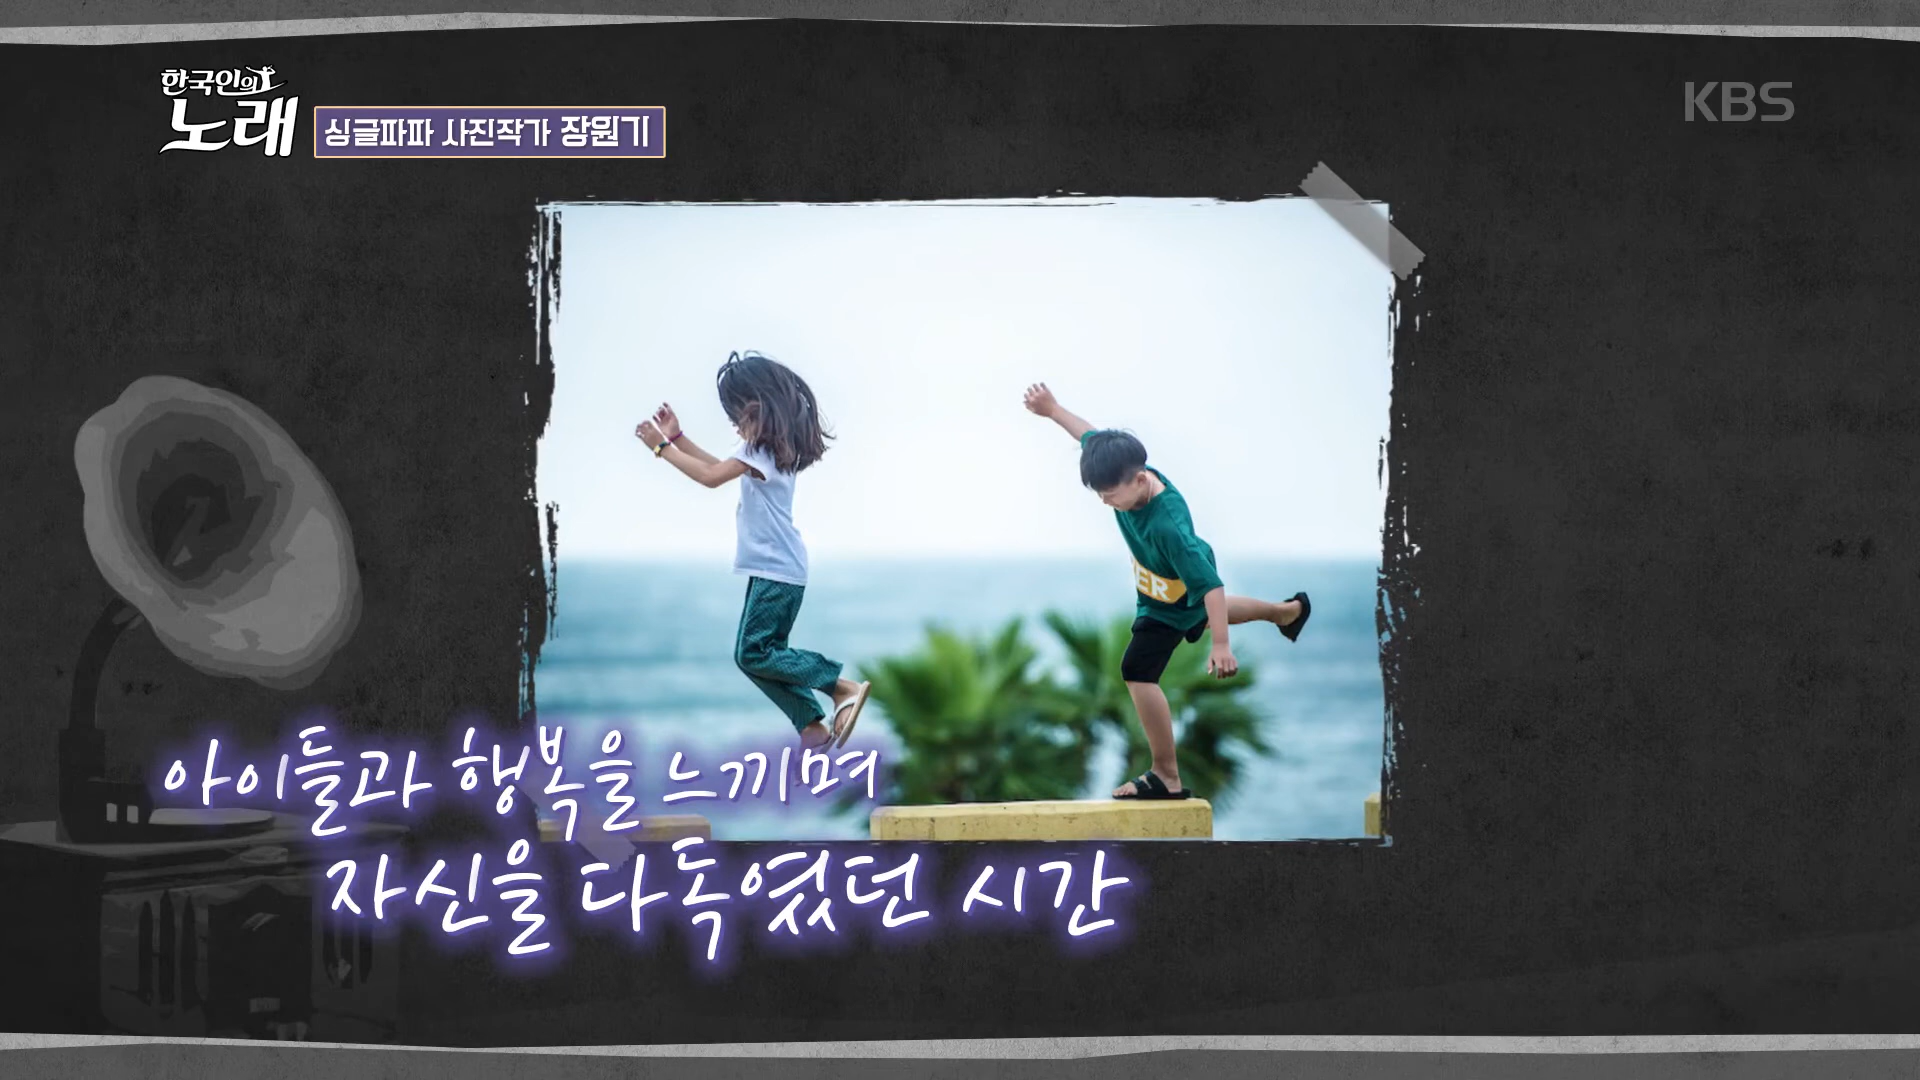 한국인의
노래
싱글파파 사진작가 장원기
KBS
ER
아이들과 행복을 느끼며
자신을 다독였던 시간